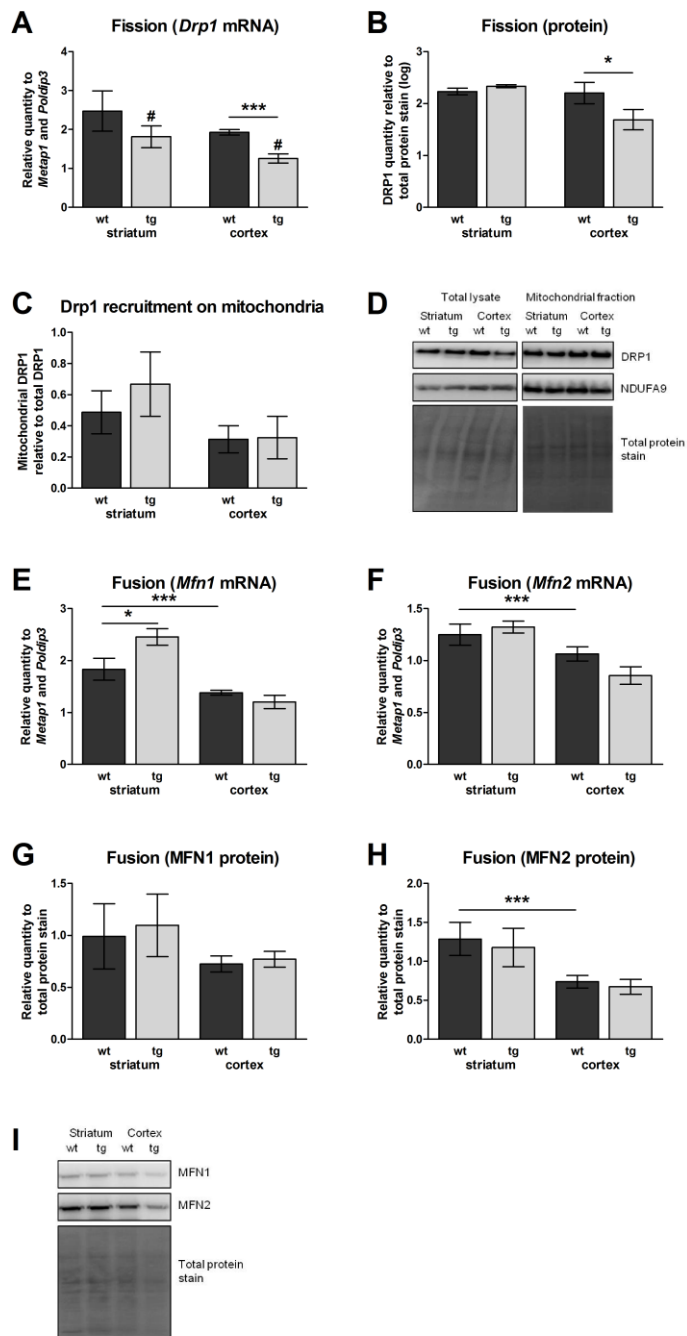 A
Fission (Drp1 mRNA)
Relative quantity to
Metap1 and Poldip3
3
2
1
0
#
***
#
wt
tg
wt
tg
striatum
cortex
B
Fission (protein)
DRP1 quantity relative to
total protein stain (log)
3
2
1
0
*
wt
tg
wt
tg
striatum
cortex
C
Drp1 recruitment on mitochondria
Mitochondrial DRP1
relative to total DRP1
1.0
0.8
0.6
0.4
0.2
0.0
wt
tg
wt
tg
striatum
cortex
D
Total lysate
Mitochondrial fraction
Striatum Cortex
Striatum Cortex
wt tg wt tg
wt tg wt tg
DRP1
NDUFA9
Total protein
stain
E
Fusion (Mfn1 mRNA)
Relative quantity to
Metap1 and Poldip3
3
2
1
0
***
*
wt
tg
wt
tg
striatum
cortex
F
Fusion (Mfn2 mRNA)
Relative quantity to
Metap1 and Poldip3
1.5
1.0
0.5
0.0
***
wt
tg
wt
tg
striatum
cortex
G
Fusion (MFN1 protein)
Relative quantity to
total protein stain
1.5
1.0
0.5
0.0
wt
tg
wt
tg
striatum
cortex
H
Fusion (MFN2 protein)
Relative quantity to
total protein stain
2.0
1.5
1.0
0.5
0.0
***
wt
tg
wt
tg
striatum
cortex
I
Striatum Cortex
wt tg wt tg
MFN1
MFN2
Total protein
stain